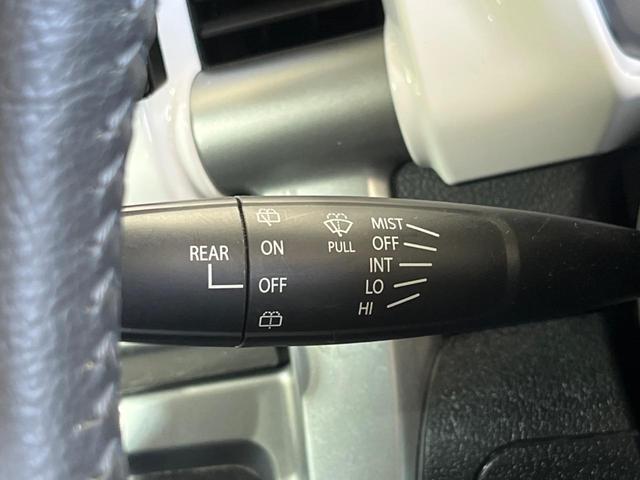 REAR
ON
OFF
PULL
MIST
OFF
INT
LO
HI